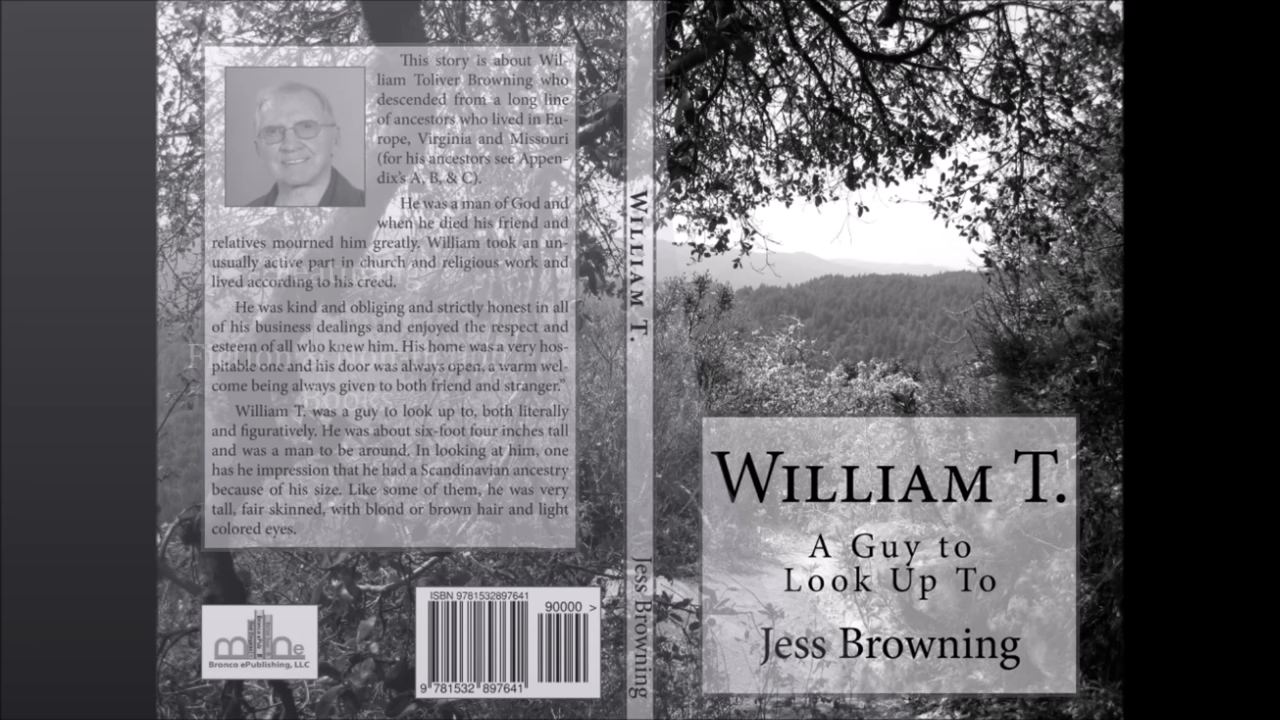 This story is about Wil-
liam Toliver Browning who
descended from a long line
of ancestors who lived in Eu-
rope, Virginia and Missouri
(for his ancestors see Appen-
dix's A, B, & C).
He was a man of God and
when he died his friend and
relatives mourned him greatly. William took an un-
usually active part in church and religious work and
lived according to his creed.
He was kind and obliging and strictly honest in all
of his business dealings and enjoyed the respect and
esteem of all who knew him. His home was a very hos-
pitable one and his door was always open, a warm wel-
come being always given to both friend and stranger."
William T. was a guy to look up to, both literally
and figuratively. He was about six-foot four inches tall
and was a man to be around. In looking at him, one
has he impression that he had a Scandinavian ancestry
because of his size. Like some of them, he was very
tall, fair skinned, with blond or brown hair and light
colored eyes.
Bronco ePublishing, LLC
ISBN 9781532897641
90000 >
9 781532 897641
William T.
Jess Browning
William T.
A Guy to
Look Up To
Jess Browning